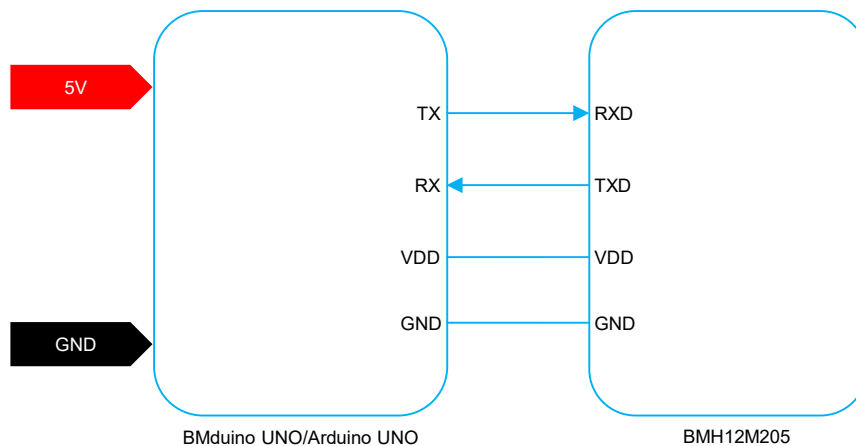 5V
GND
TX
RX
VDD
GND
RXD
TXD
VDD
GND
BMduino UNO/Arduino UNO
BMH12M205